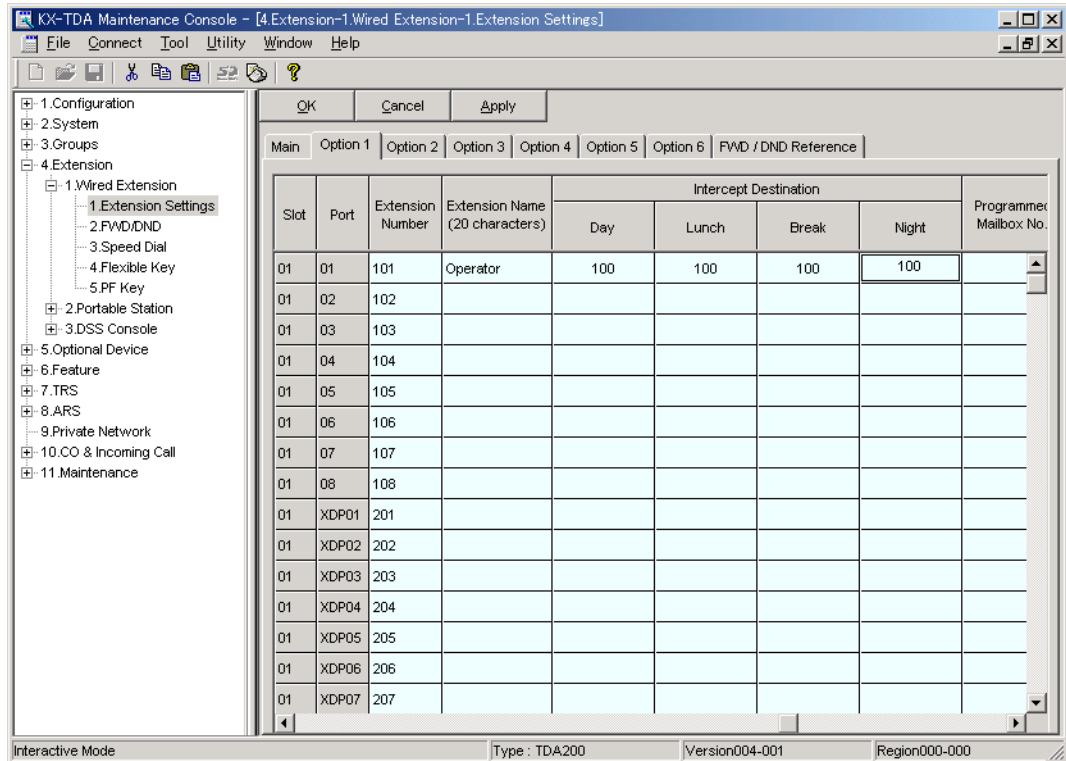 KX-TDA Maintenance Console - [4.Extension-1.Wired Extension-1.Extension Settings]
File Connect Tool Utility Window Help
1.Configuration
2.System
3.Groups
4.Extension
1.Wired Extension
1.Extension Settings
2.FWD/DND
3.Speed Dial
4.Flexible Key
5.PF Key
2.Portable Station
3.DSS Console
5.Optional Device
6.Feature
7.TRS
8.ARS
9.Private Network
10.CO & Incoming Call
11.Maintenance
OK Cancel Apply
Main Option 1 Option 2 Option 3 Option 4 Option 5 Option 6 FWD / DND Reference
Slot Port Extension Number Extension Name (20 characters) Intercept Destination Programmed Mailbox No.
Day Lunch Break Night
01 01 101 Operator 100 100 100 100
01 02 102
01 03 103
01 04 104
01 05 105
01 06 106
01 07 107
01 08 108
01 XDP01 201
01 XDP02 202
01 XDP03 203
01 XDP04 204
01 XDP05 205
01 XDP06 206
01 XDP07 207
Interactive Mode Type : TDA200 Version004-001 Region000-000